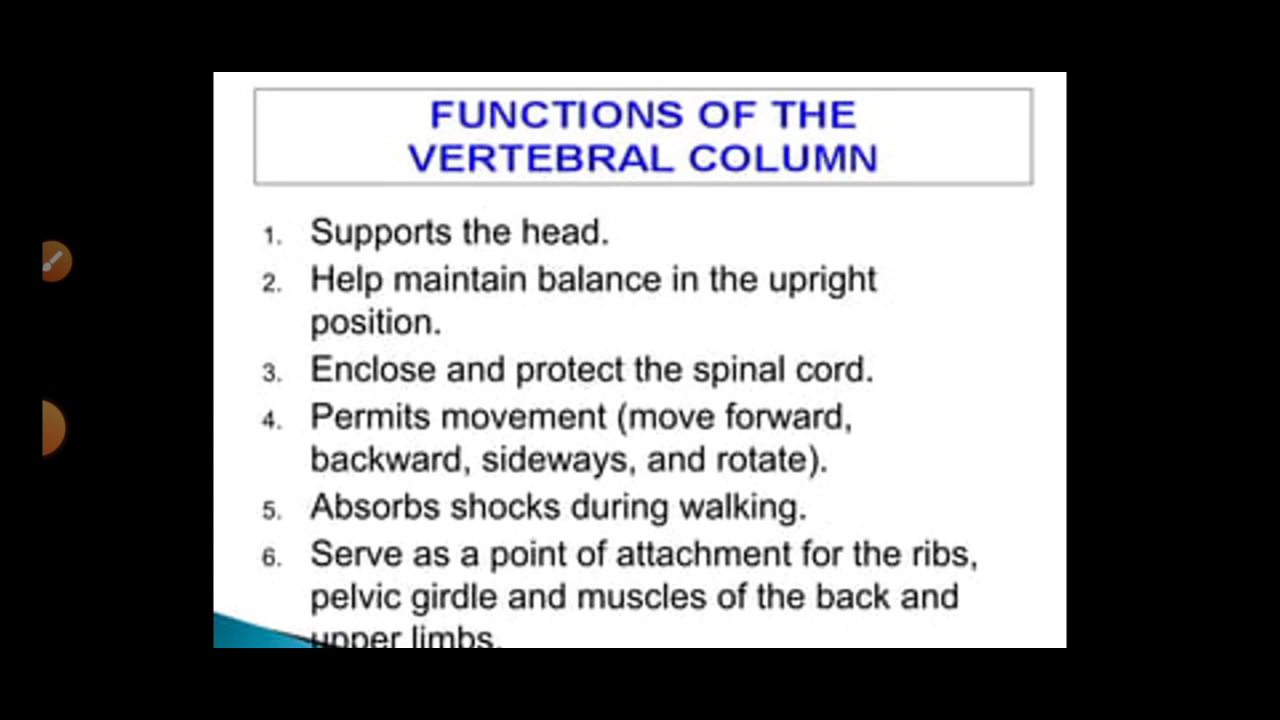 FUNCTIONS OF THE
VERTEBRAL COLUMN
1. Supports the head.
2. Help maintain balance in the upright
position.
3. Enclose and protect the spinal cord.
4. Permits movement (move forward,
backward, sideways, and rotate).
5. Absorbs shocks during walking.
6. Serve as a point of attachment for the ribs,
pelvic girdle and muscles of the back and
upper limbs.